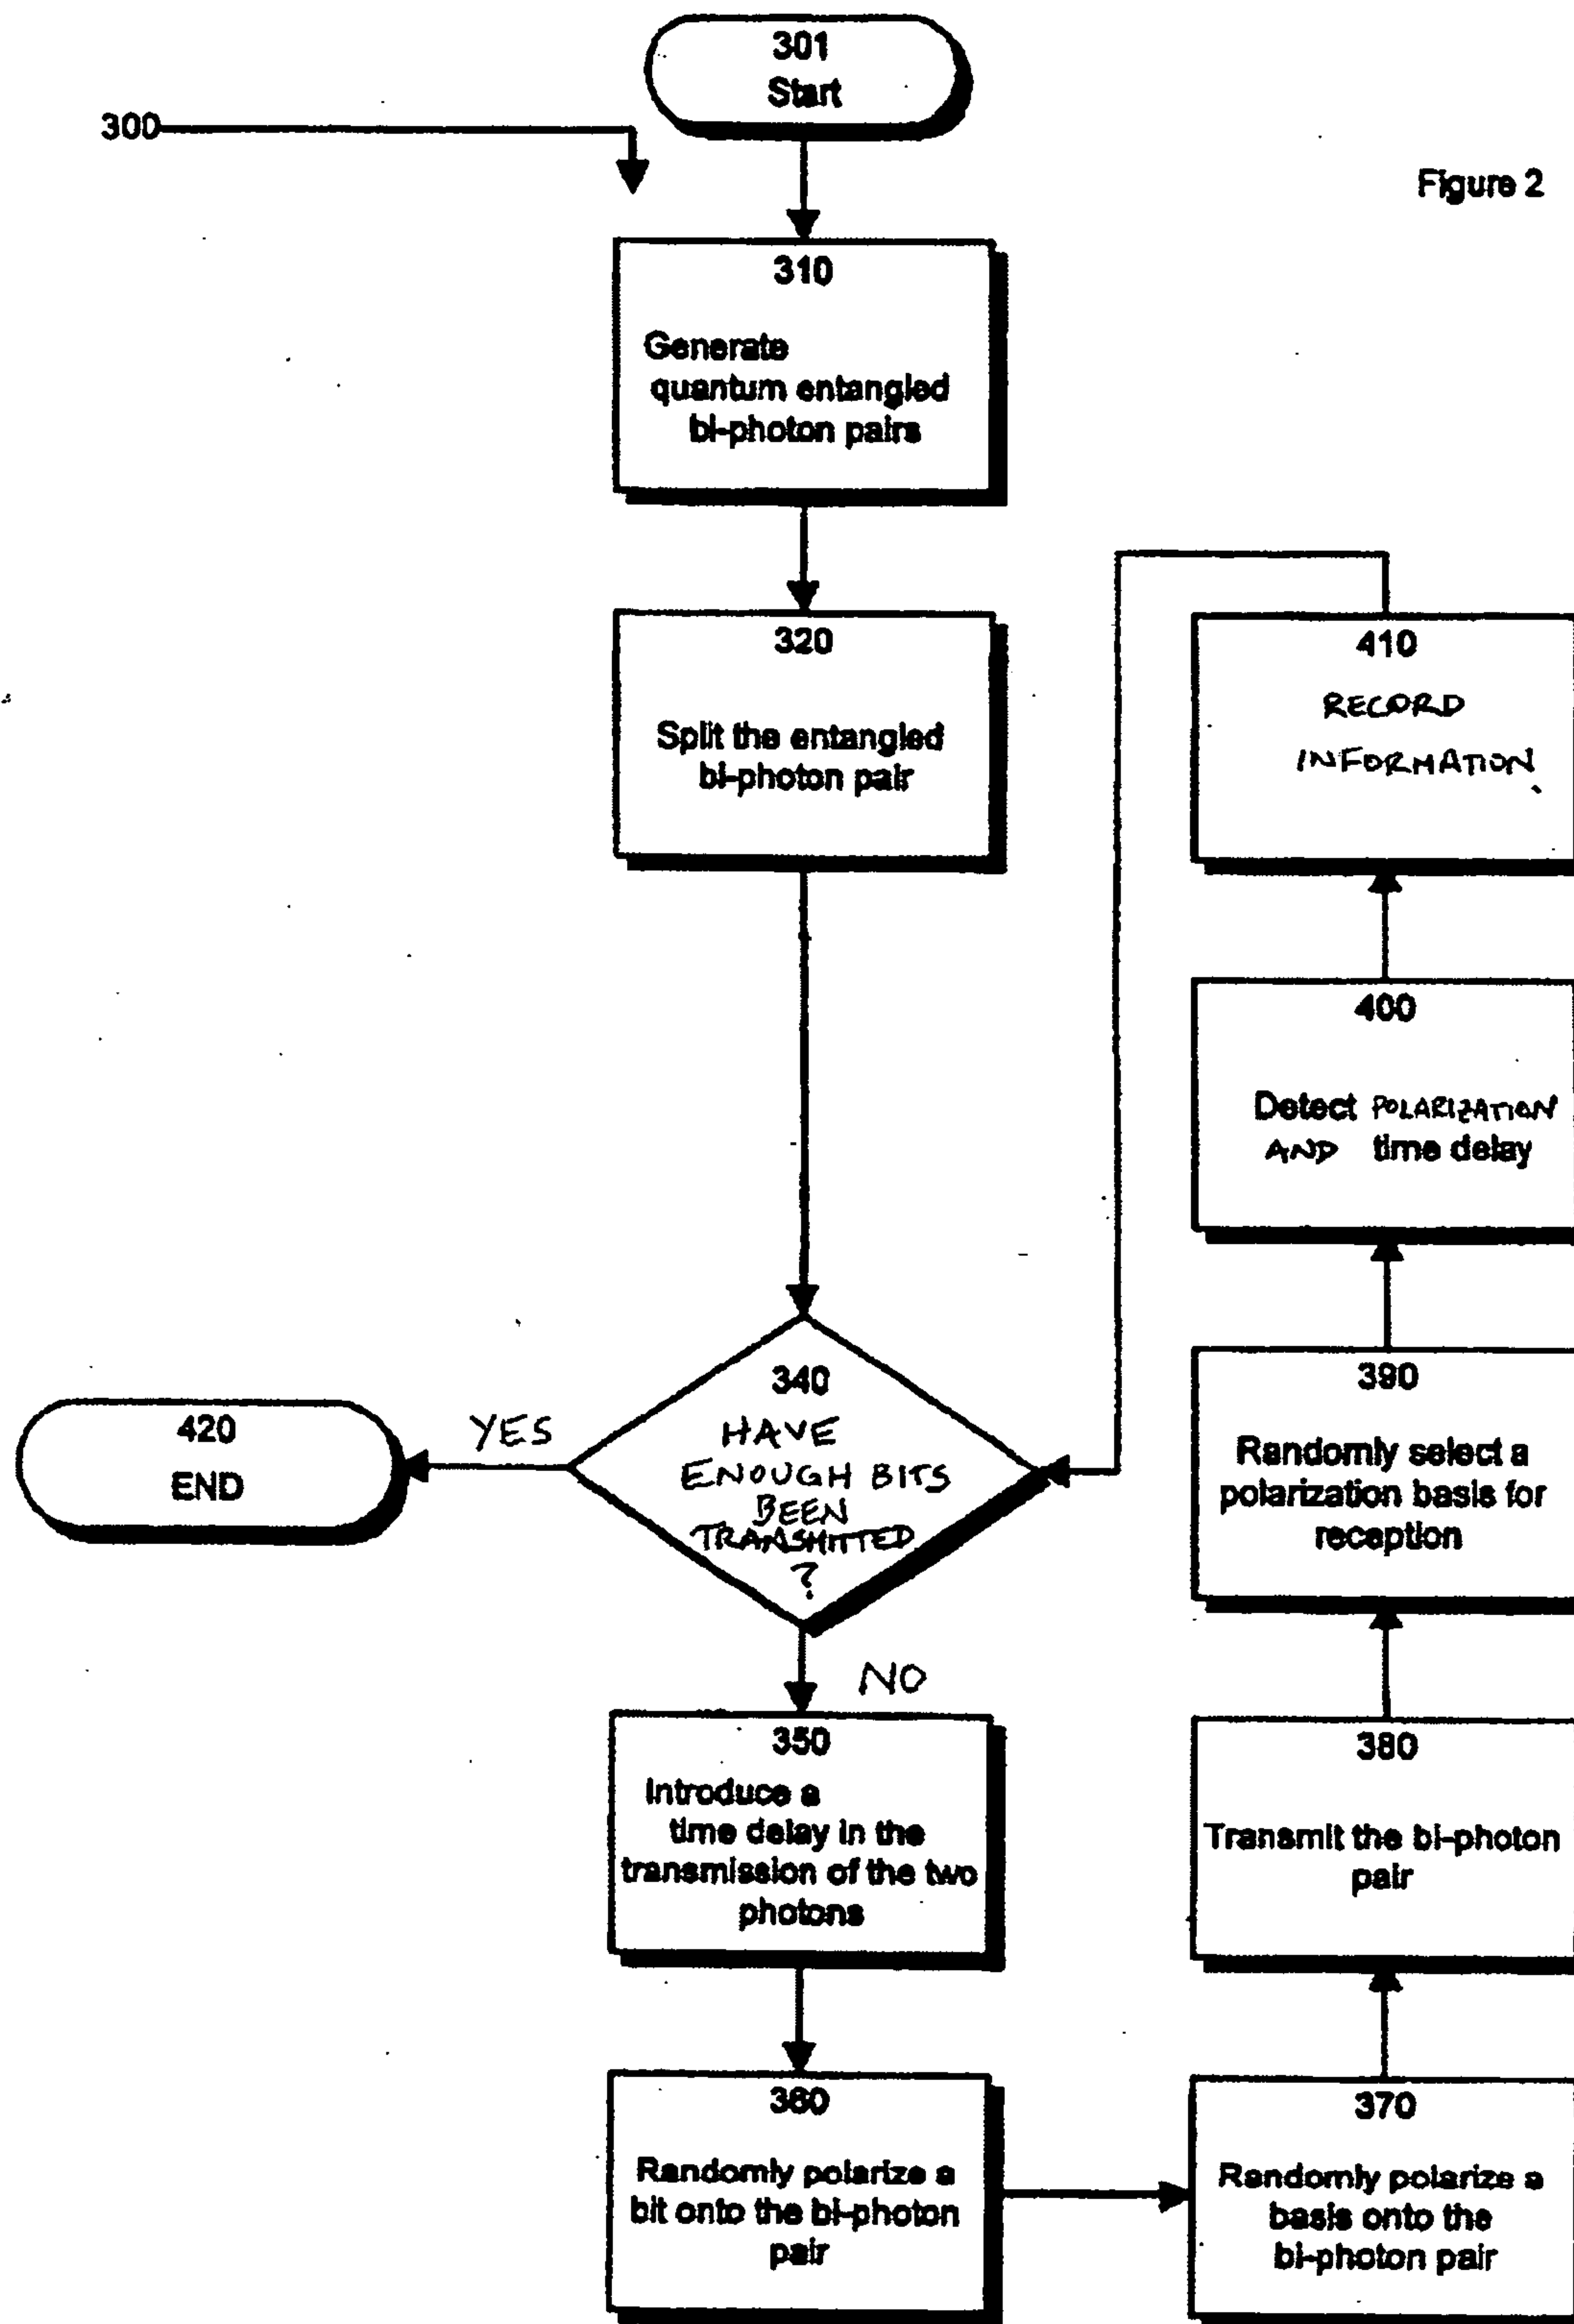 301
Start
300
Figure 2
310
Generate
quantum entangled
bi-photon pairs
320
Split the entangled
bi-photon pair
340
HAVE
ENOUGH BITS
BEEN
TRANSMITTED
?
YES
420
END
NO
350
Introduce a
time delay in the
transmission of the two
photons
360
Randomly polarize a
bit onto the bi-photon
pair
370
Randomly polarize a
basis onto the
bi-photon pair
380
Transmit the bi-photon
pair
390
Randomly select a
polarization basis for
reception
400
Detect POLARIZATION
AND time delay
410
RECORD
INFORMATION